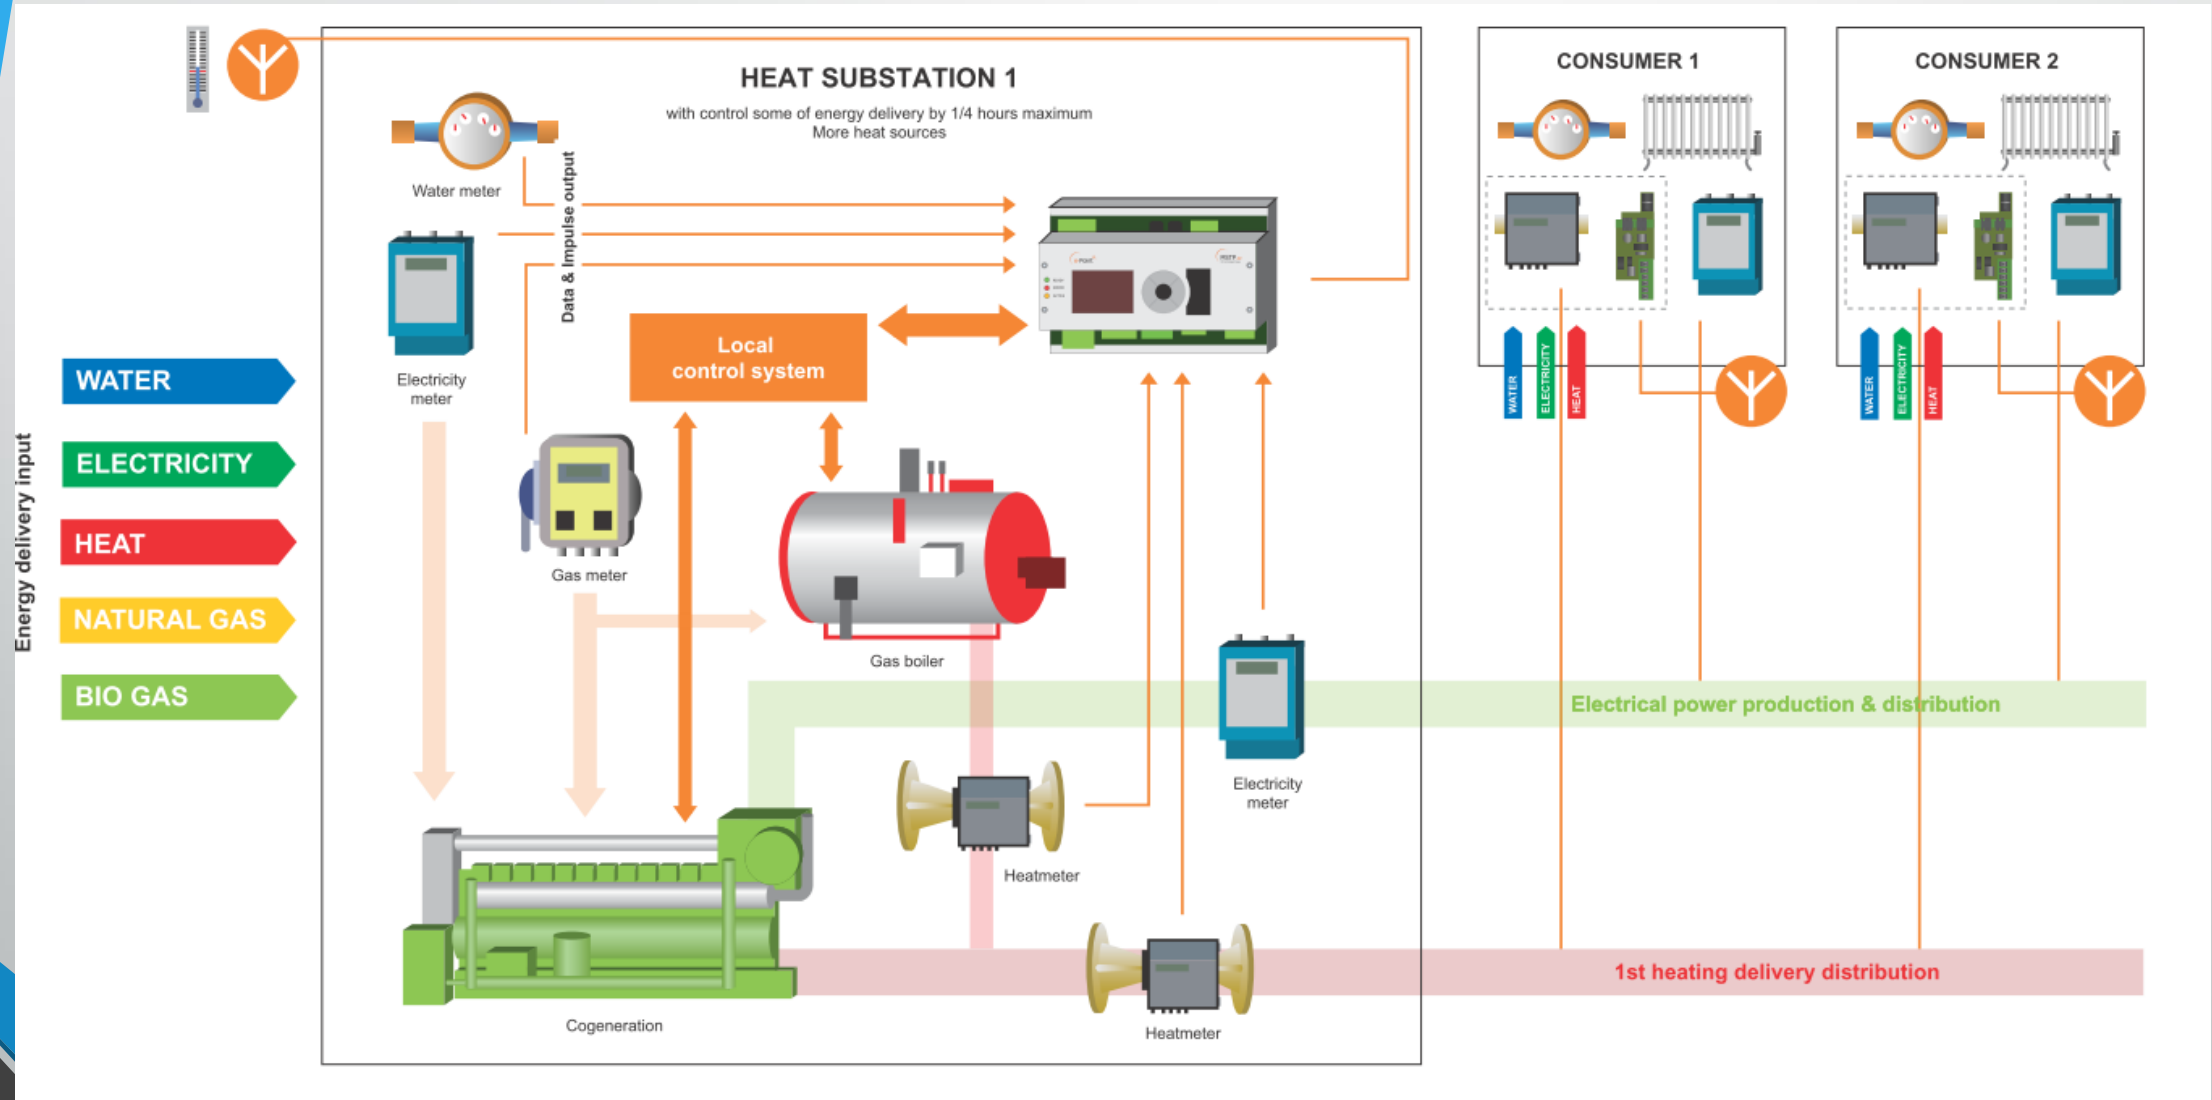 HEAT SUBSTATION 1
with control some of energy delivery by 1/4 hours maximum
More heat sources
Water meter
Data & Impulse output
Electricity
meter
Local
control system
Gas meter
Gas boiler
Energy delivery input
WATER
ELECTRICITY
HEAT
NATURAL GAS
BIO GAS
Electricity
meter
Heatmeter
Heatmeter
Cogeneration
CONSUMER 1
WATER
ELECTRICITY
HEAT
CONSUMER 2
WATER
ELECTRICITY
HEAT
Electrical power production & distribution
1st heating delivery distribution